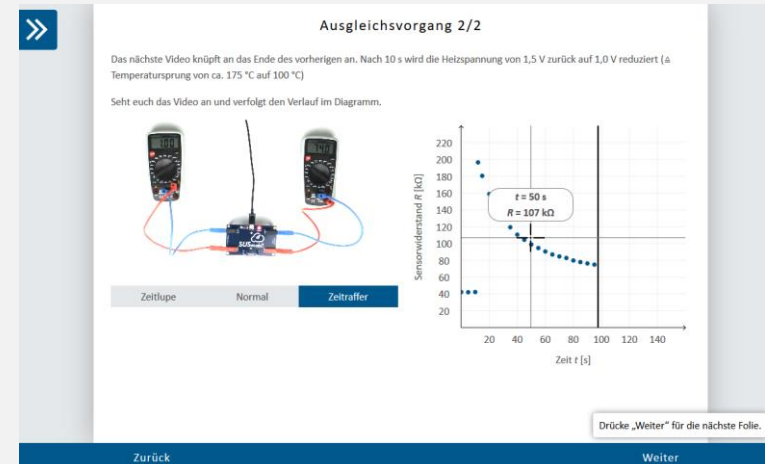 Ausgleichsvorgang 2/2
Das nächste Video knüpft an das Ende des vorherigen an. Nach 10 s wird die Heizspannung von 1,5 V zurück auf 1,0 V reduziert (≙
Temperatursprung von ca. 175 °C auf 100 °C)
Seht euch das Video an und verfolgt den Verlauf im Diagramm.
Zeitlupe
Normal
Zeitraffer
Sensorwiderstand R [kΩ]
220
200
180
160
140
120
100
80
60
40
20
t = 50 s
R = 107 kΩ
20 40 60 80 100 120 140
Zeit t [s]
Drücke „Weiter“ für die nächste Folie.
Zurück
Weiter